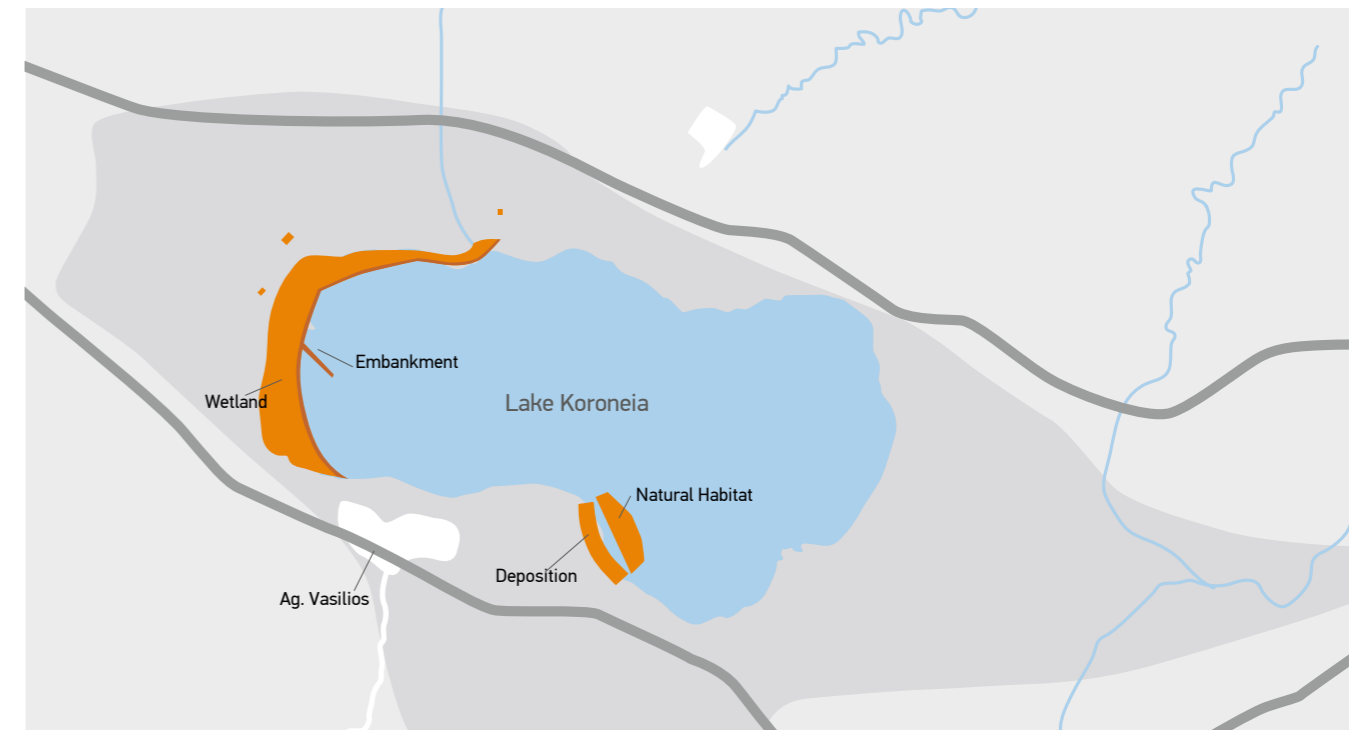 Embankment
Wetland
Lake Koroneia
Natural Habitat
Deposition
Ag. Vasilios